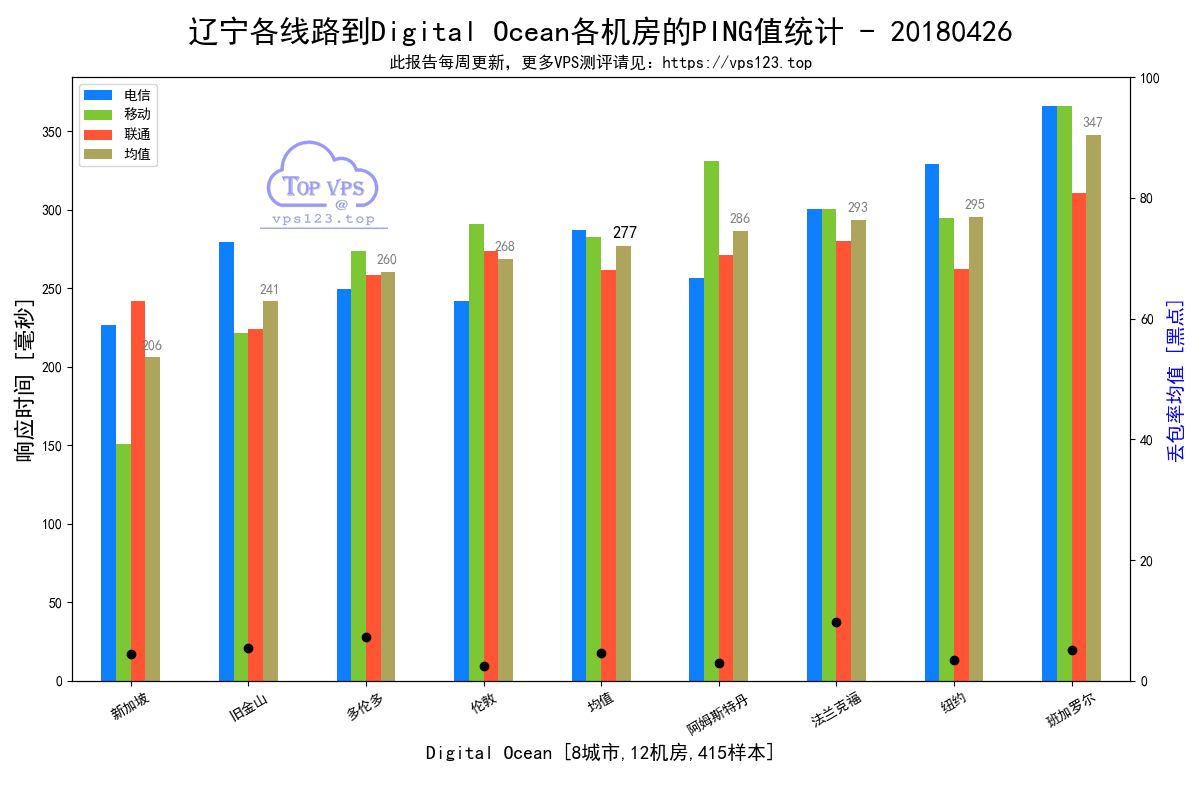 辽宁各线路到Digital Ocean各机房的PING值统计 - 20180426
此报告每周更新，更多VPS测评请见：https://vps123.top
电信
移动
联通
均值
TOP VPS
@
vps123.top
响应时间 [毫秒]
350
300
250
200
150
100
50
0
206
241
260
268
277
286
293
295
347
100
80
60
40
20
0
丢包率均值 [黑点]
新加坡
旧金山
多伦多
伦敦
均值
阿姆斯特丹
法兰克福
纽约
班加罗尔
Digital Ocean [8城市,12机房,415样本]